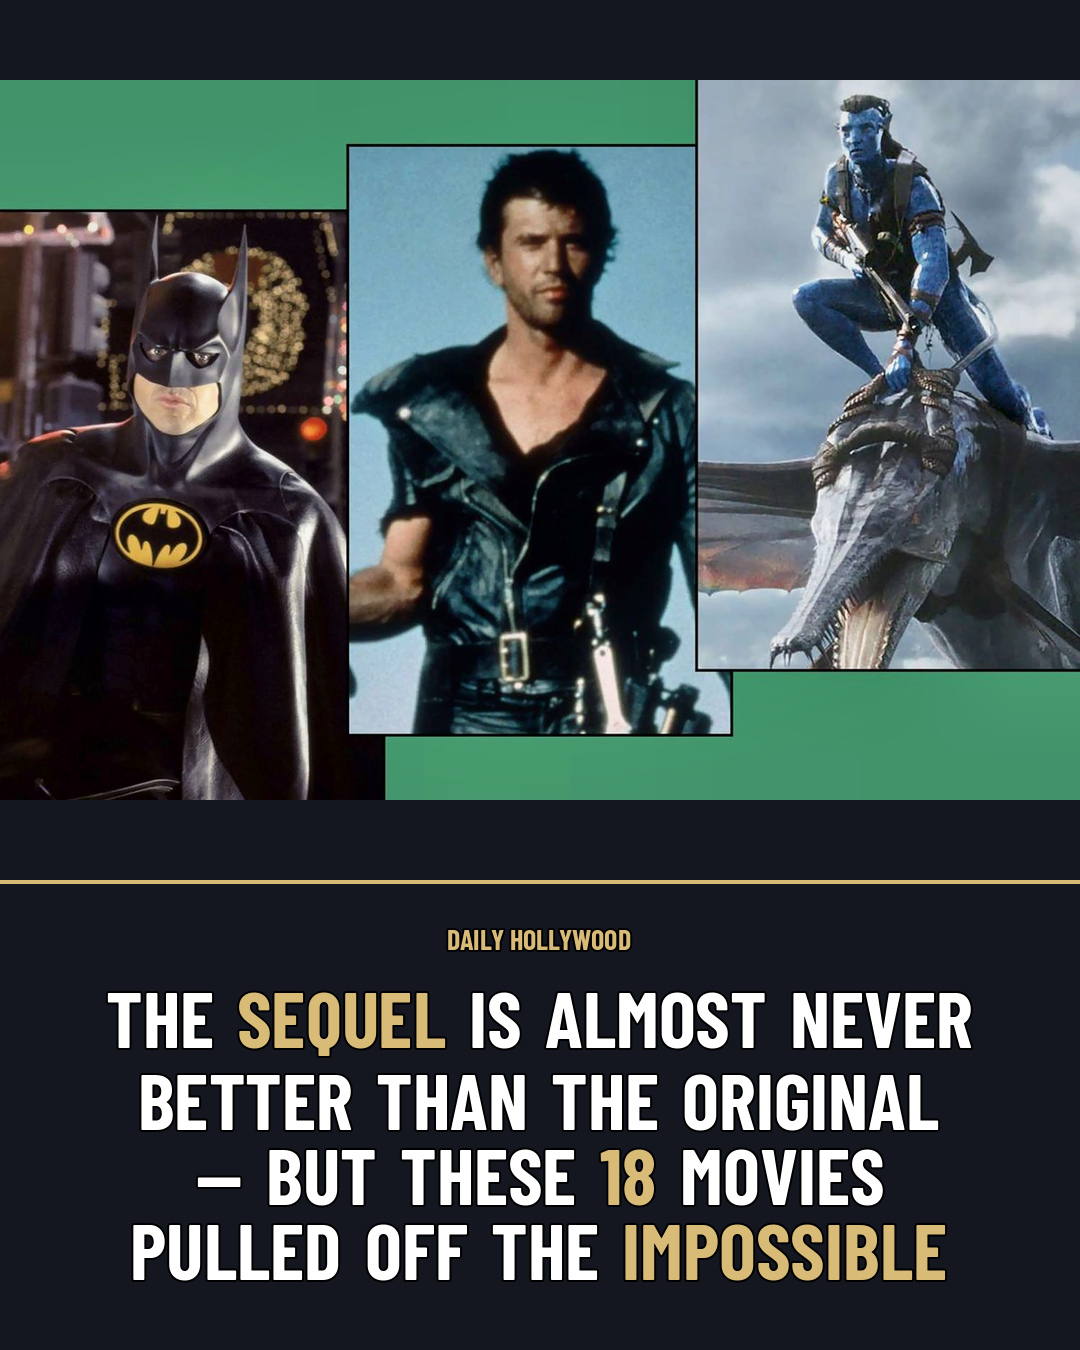 DAILY HOLLYWOOD
THE SEQUEL IS ALMOST NEVER
BETTER THAN THE ORIGINAL
— BUT THESE 18 MOVIES
PULLED OFF THE IMPOSSIBLE